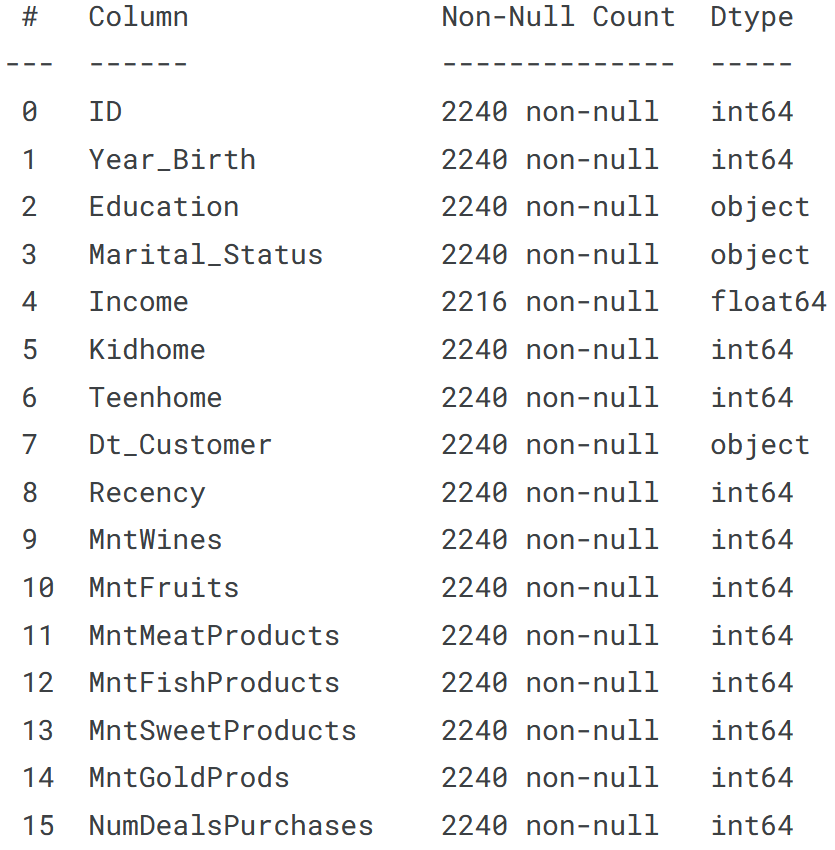 # Column Non-Null Count Dtype
--- ------ -------------- -----
0 ID 2240 non-null int64
1 Year_Birth 2240 non-null int64
2 Education 2240 non-null object
3 Marital_Status 2240 non-null object
4 Income 2216 non-null float64
5 Kidhome 2240 non-null int64
6 Teenhome 2240 non-null int64
7 Dt_Customer 2240 non-null object
8 Recency 2240 non-null int64
9 MntWines 2240 non-null int64
10 MntFruits 2240 non-null int64
11 MntMeatProducts 2240 non-null int64
12 MntFishProducts 2240 non-null int64
13 MntSweetProducts 2240 non-null int64
14 MntGoldProds 2240 non-null int64
15 NumDealsPurchases 2240 non-null int64